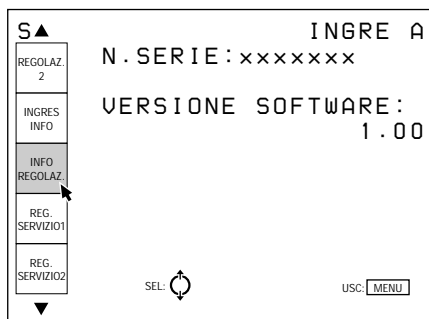 S▲ INGRE A
REGOLAZ.
2
N.SERIE:xxxxxxx
INGRES
INFO
VERSIONE SOFTWARE:
1.00
INFO
REGOLAZ.
REG.
SERVIZIO1
REG.
SERVIZIO2
SEL:
USC: MENU
▼